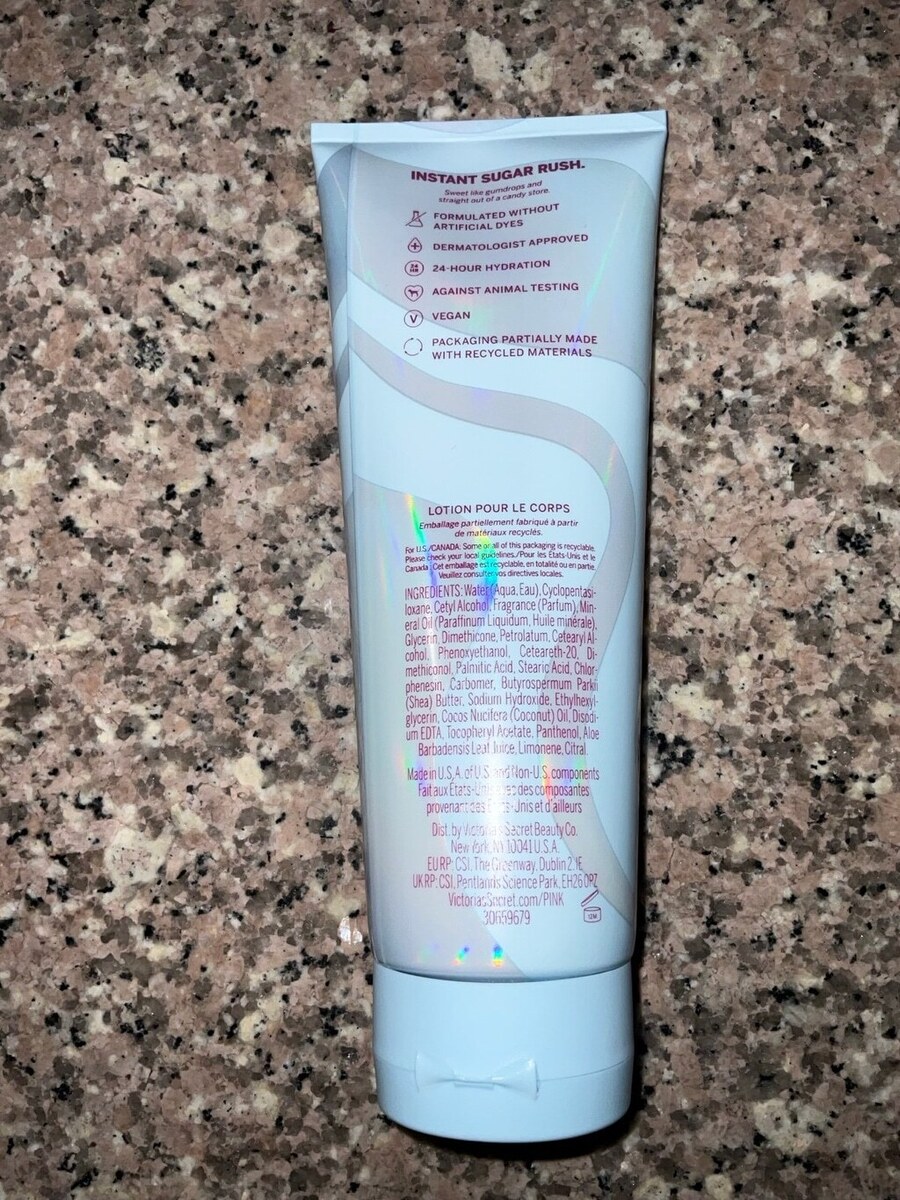 INSTANT SUGAR RUSH.
Sweet like gumdrops and
straight out of a candy store.
FORMULATED WITHOUT
ARTIFICIAL DYES
DERMATOLOGIST APPROVED
24 HR
24-HOUR HYDRATION
AGAINST ANIMAL TESTING
V
VEGAN
PACKAGING PARTIALLY MADE
WITH RECYCLED MATERIALS
LOTION POUR LE CORPS
Emballage partiellement fabriqué à partir
de matériaux recyclés.
For U.S./CANADA: Some or all of this packaging is recyclable.
Please check your local guidelines./Pour les États-Unis et le
Canada : Cet emballage est recyclable, en totalité ou en partie.
Veuillez consulter vos directives locales.
INGREDIENTS: Water (Aqua, Eau), Cyclopentasi-
loxane, Cetyl Alcohol, Fragrance (Parfum), Min-
eral Oil (Paraffinum Liquidum, Huile minérale),
Glycerin, Dimethicone, Petrolatum, Cetearyl Al-
cohol, Phenoxyethanol, Ceteareth-20, Di-
methiconol, Palmitic Acid, Stearic Acid, Chlor-
phenesin, Carbomer, Butyrospermum Parkii
(Shea) Butter, Sodium Hydroxide, Ethylhexyl-
glycerin, Cocos Nucifera (Coconut) Oil, Disodi-
um EDTA, Tocopheryl Acetate, Panthenol, Aloe
Barbadensis Leaf Juice, Limonene, Citral.
Made in U.S.A. of U.S. and Non-U.S. components
Fait aux États-Unis avec des composantes
provenant des États-Unis et d'ailleurs
Dist. by Victoria's Secret Beauty Co.
New York, NY 10041 U.S.A.
EU RP: CSI, The Greenway, Dublin 2, IE
UK RP: CSI, Pentlands Science Park, EH26 0PZ
VictoriasSecret.com/PINK
30659679
12M